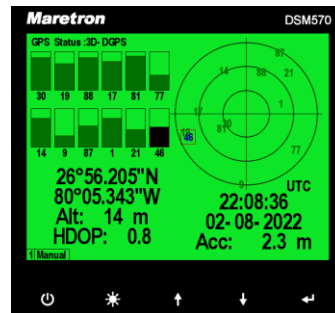 Maretron DSM570
GPS Status :3D- DGPS
30 19 88 17 81 77
14 9 87 1 21 46
87
14 88 21
17 1
30
81
19
46
77
9
26°56.205"N
80°05.343"W
Alt: 14 m
HDOP: 0.8
UTC
22:08:36
02-08-2022
Acc: 2.3 m
1 Manual